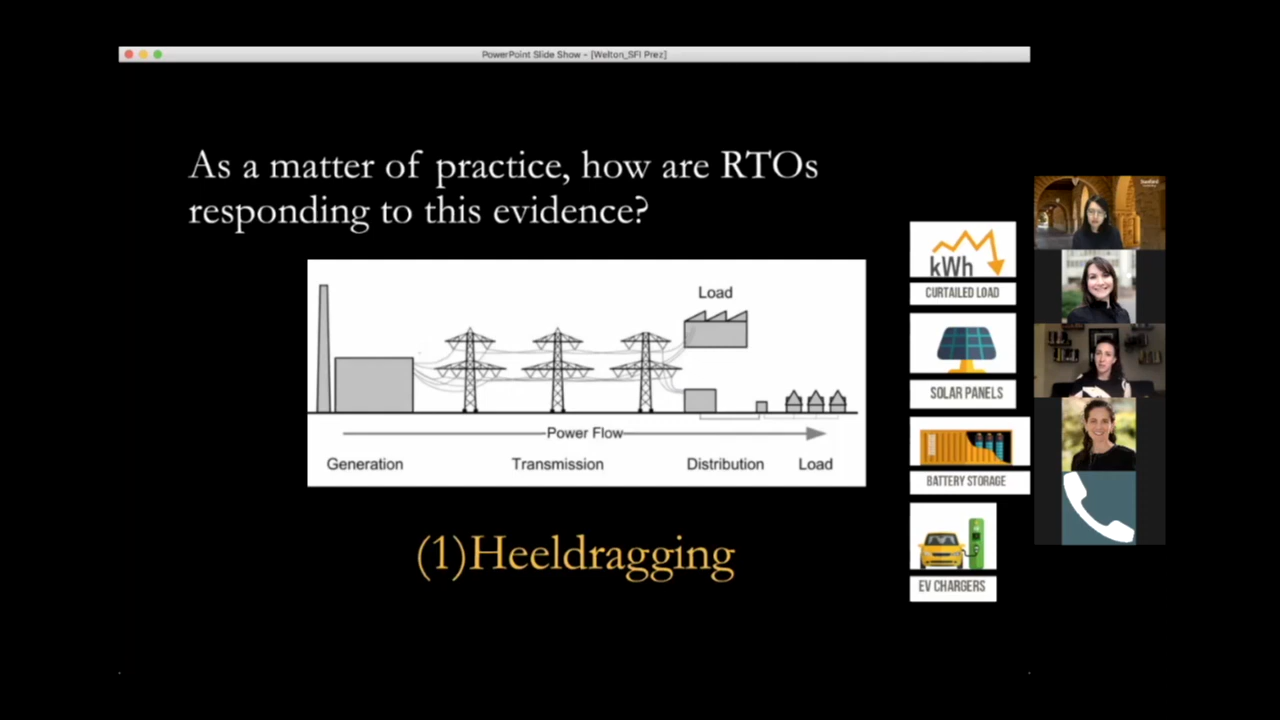 PowerPoint Slide Show - [Welton_SFI Prez]
As a matter of practice, how are RTOs
responding to this evidence?
Load
Power Flow
Generation
Transmission
Distribution
Load
(1)Heeldragging
kWh
CURTAILED LOAD
SOLAR PANELS
BATTERY STORAGE
EV CHARGERS
Stanford